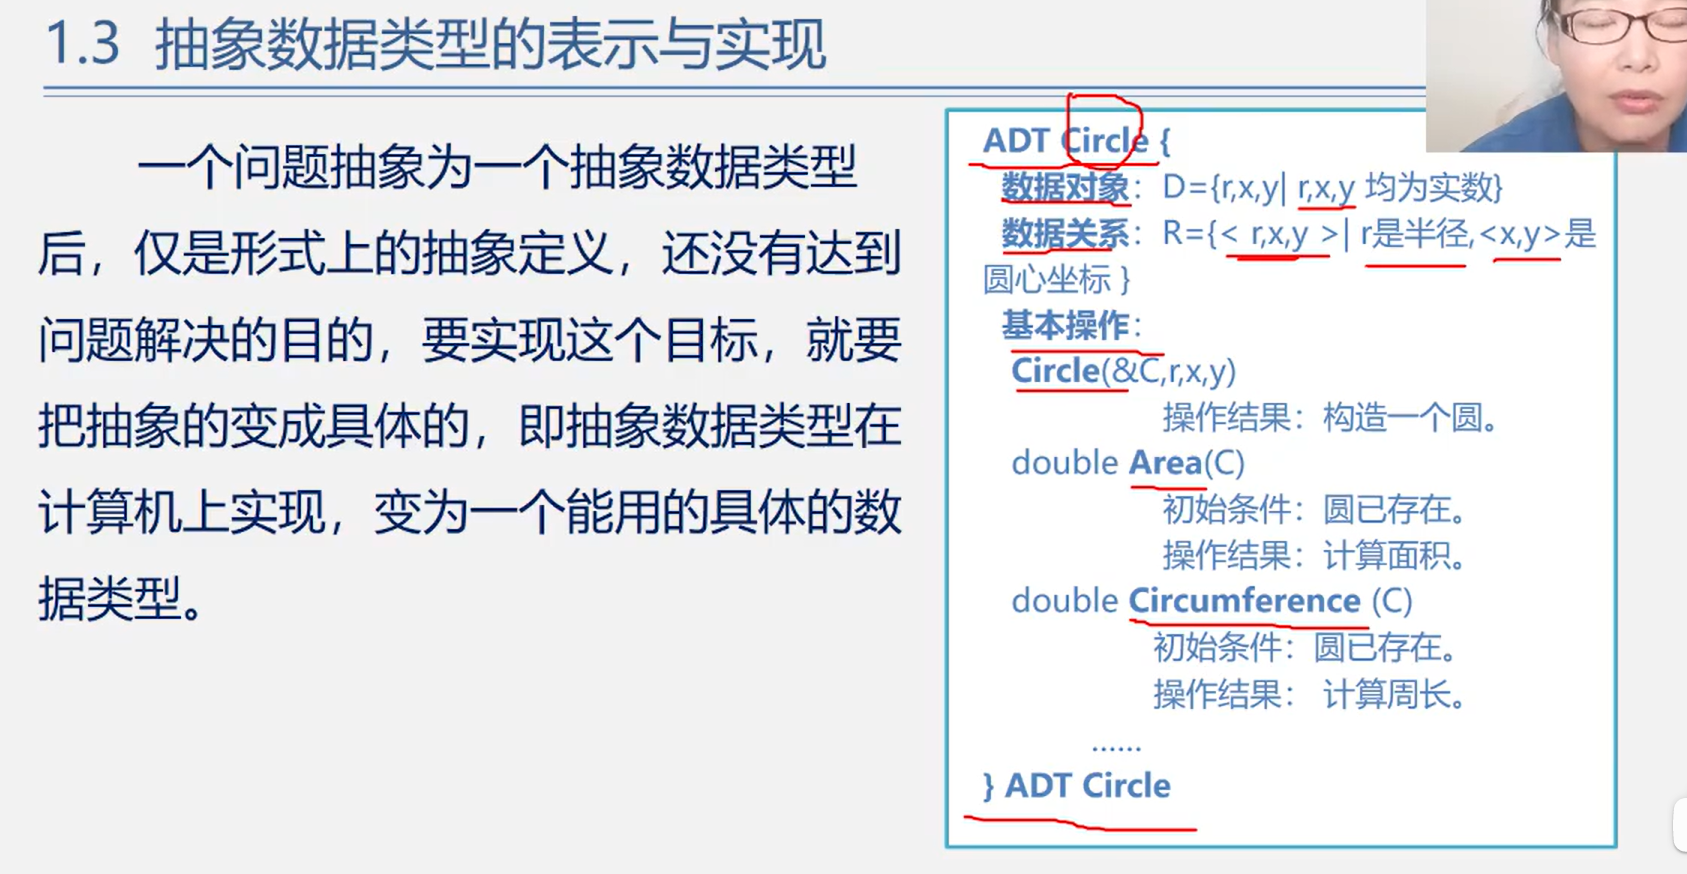 1.3 抽象数据类型的表示与实现
一个问题抽象为一个抽象数据类型
后，仅是形式上的抽象定义，还没有达到
问题解决的目的，要实现这个目标，就要
把抽象的变成具体的，即抽象数据类型在
计算机上实现，变为一个能用的具体的数
据类型。
ADT Circle {
数据对象：D={r,x,y| r,x,y 均为实数}
数据关系：R={< r,x,y >| r是半径,<x,y>是
圆心坐标 }
基本操作：
Circle(&C,r,x,y)
操作结果：构造一个圆。
double Area(C)
初始条件：圆已存在。
操作结果：计算面积。
double Circumference (C)
初始条件：圆已存在。
操作结果： 计算周长。
······
} ADT Circle